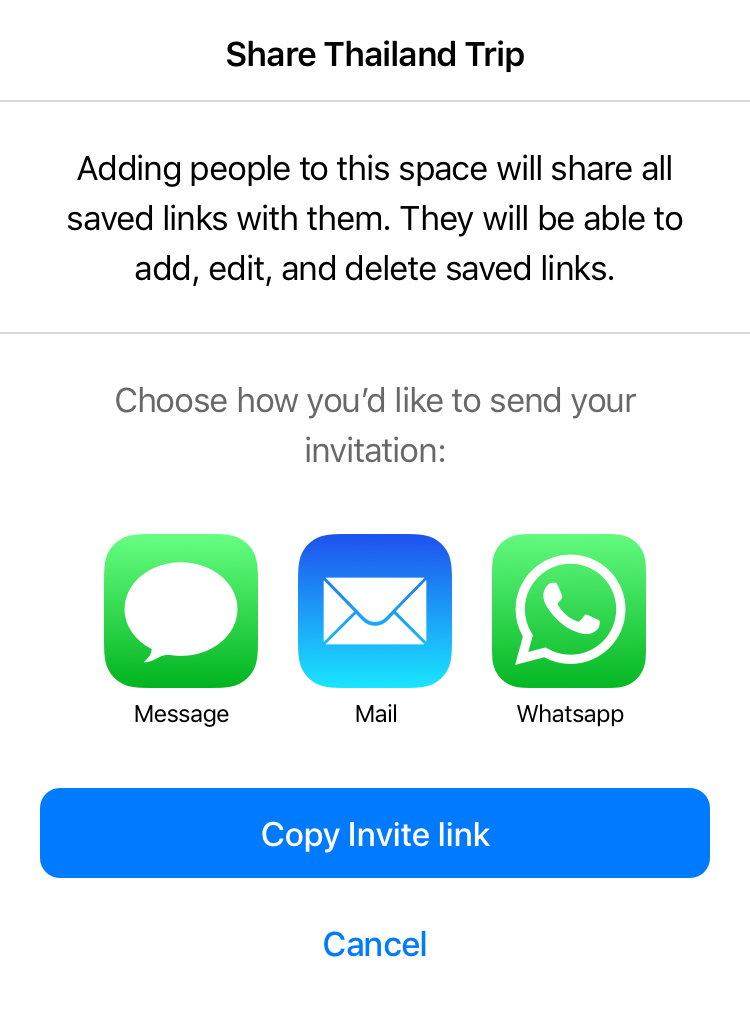 Share Thailand Trip
Adding people to this space will share all
saved links with them. They will be able to
add, edit, and delete saved links.
Choose how you’d like to send your
invitation:
Message
Mail
Whatsapp
Copy Invite link
Cancel